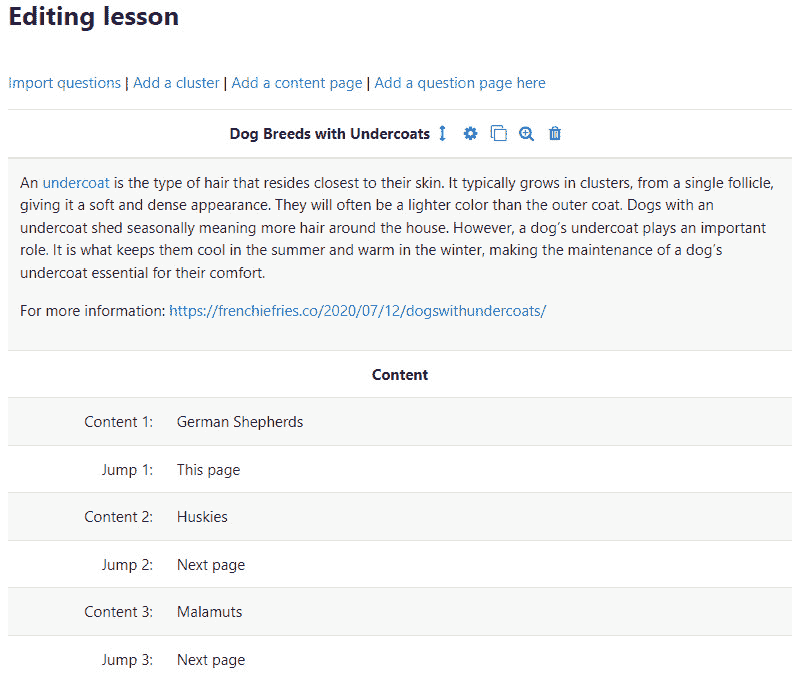 Editing lesson
Import questions | Add a cluster | Add a content page | Add a question page here
Dog Breeds with Undercoats
An undercoat is the type of hair that resides closest to their skin. It typically grows in clusters, from a single follicle,
giving it a soft and dense appearance. They will often be a lighter color than the outer coat. Dogs with an
undercoat shed seasonally meaning more hair around the house. However, a dog’s undercoat plays an important
role. It is what keeps them cool in the summer and warm in the winter, making the maintenance of a dog’s
undercoat essential for their comfort.
For more information: https://frenchiefries.co/2020/07/12/dogswithundercoats/
Content
Content 1: German Shepherds
Jump 1: This page
Content 2: Huskies
Jump 2: Next page
Content 3: Malamuts
Jump 3: Next page